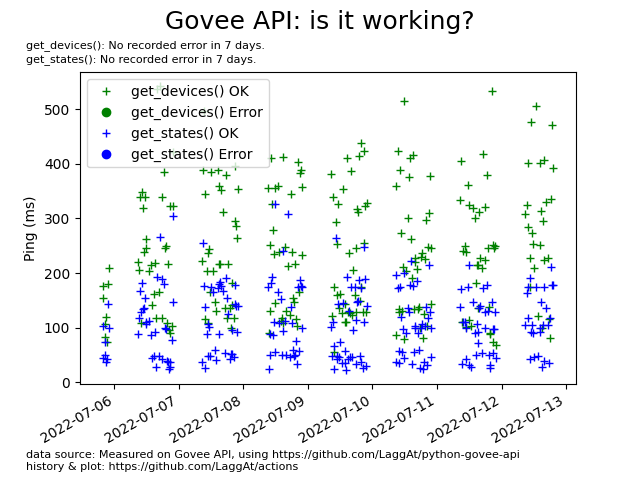 Govee API: is it working?
get_devices(): No recorded error in 7 days.
get_states(): No recorded error in 7 days.
get_devices() OK
get_devices() Error
get_states() OK
get_states() Error
500
400
300
200
100
0
Ping (ms)
2022-07-06
2022-07-07
2022-07-08
2022-07-09
2022-07-10
2022-07-11
2022-07-12
2022-07-13
data source: Measured on Govee API, using https://github.com/LaggAt/python-govee-api
history & plot: https://github.com/LaggAt/actions